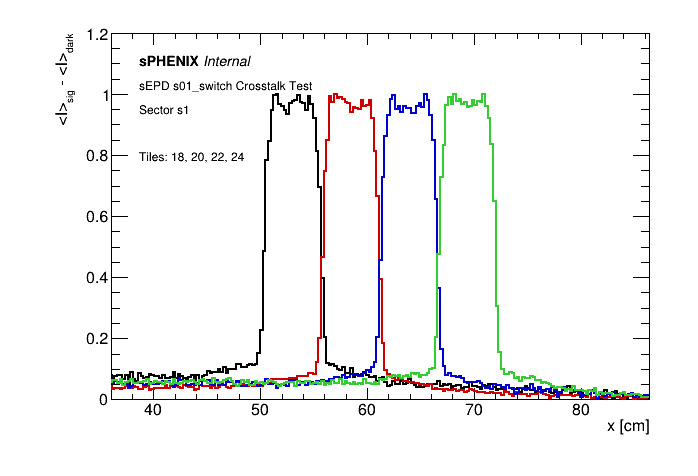 1.2
1
0.8
0.6
0.4
0.2
0
<I>sig - <I>dark
sPHENIX Internal
sEPD s01_switch Crosstalk Test
Sector s1
Tiles: 18, 20, 22, 24
40 50 60 70 80
x [cm]